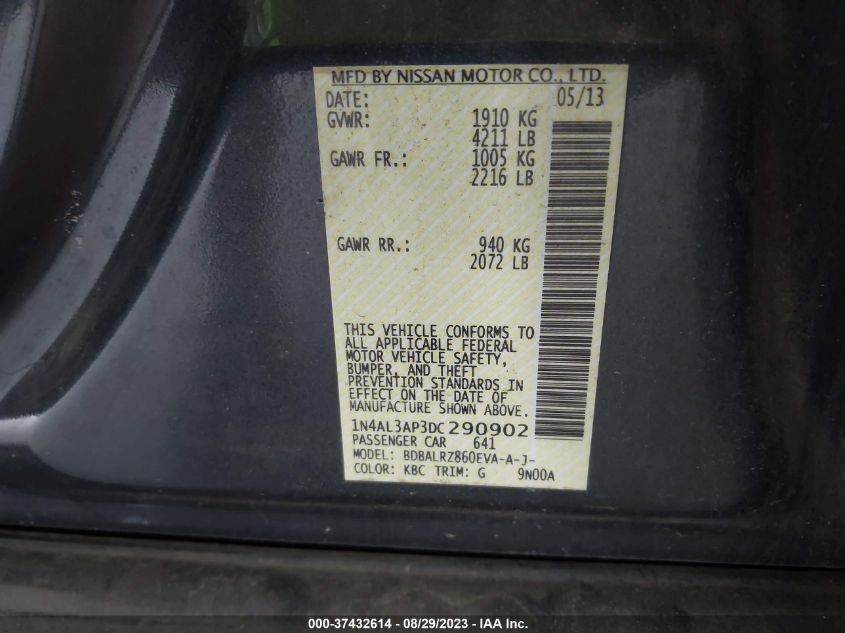 MFD BY NISSAN MOTOR CO., LTD.
DATE: 05/13
GVWR: 1910 KG
4211 LB
GAWR FR.: 1005 KG
2216 LB
GAWR RR.: 940 KG
2072 LB
THIS VEHICLE CONFORMS TO
ALL APPLICABLE FEDERAL
MOTOR VEHICLE SAFETY,
BUMPER, AND THEFT
PREVENTION STANDARDS IN
EFFECT ON THE DATE OF
MANUFACTURE SHOWN ABOVE.
1N4AL3AP3DC290902
PASSENGER CAR 641
MODEL: BDBALRZ860EVA-A-J-
COLOR: KBC TRIM: G 9N00A
000-37432614 - 08/29/2023 - IAA Inc.